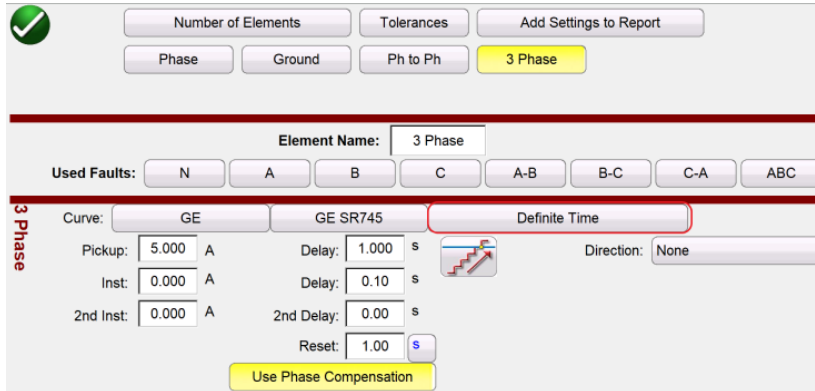 Number of Elements Tolerances Add Settings to Report
Phase Ground Ph to Ph 3 Phase
Element Name: 3 Phase
Used Faults: N A B C A-B B-C C-A ABC
3 Phase
Curve: GE GE SR745 Definite Time
Pickup: 5.000 A Delay: 1.000 s Direction: None
Inst: 0.000 A Delay: 0.10 s
2nd Inst: 0.000 A 2nd Delay: 0.00 s
Reset: 1.00 s
Use Phase Compensation